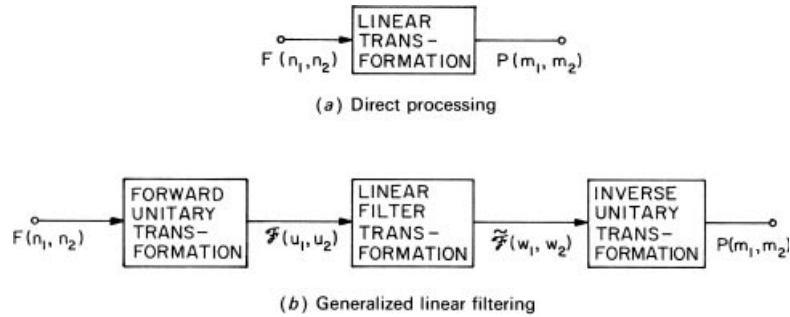 LINEAR
TRANS-
FORMATION
F (n₁,n₂)
P(m₁, m₂)
(a) Direct processing
FORWARD
UNITARY
TRANS-
FORMATION
LINEAR
FILTER
TRANS-
FORMATION
INVERSE
UNITARY
TRANS-
FORMATION
F(n₁, n₂)
ℱ(u₁, u₂)
ℱ̃(w₁, w₂)
P(m₁,m₂)
(b) Generalized linear filtering